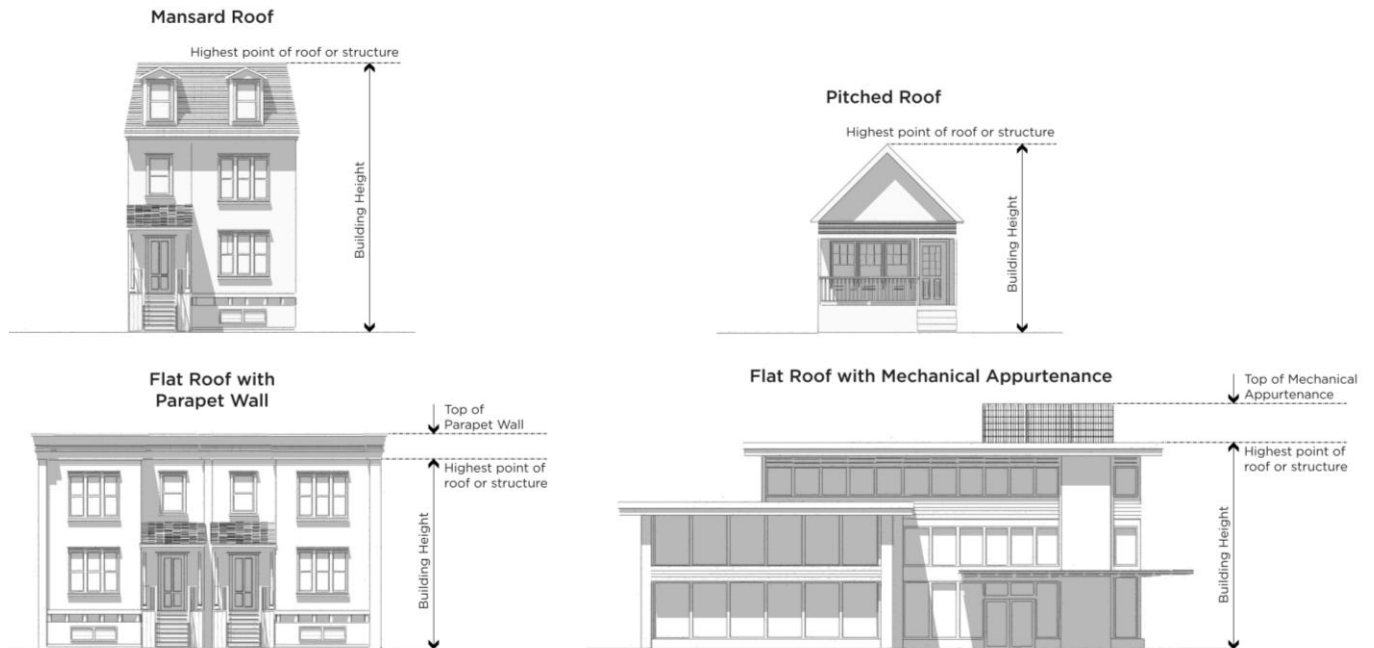 Mansard Roof
Highest point of roof or structure
Building Height
Pitched Roof
Highest point of roof or structure
Building Height
Flat Roof with
Parapet Wall
Top of
Parapet Wall
Highest point of
roof or structure
Building Height
Flat Roof with Mechanical Appurtenance
Top of Mechanical
Appurtenance
Highest point of
roof or structure
Building Height